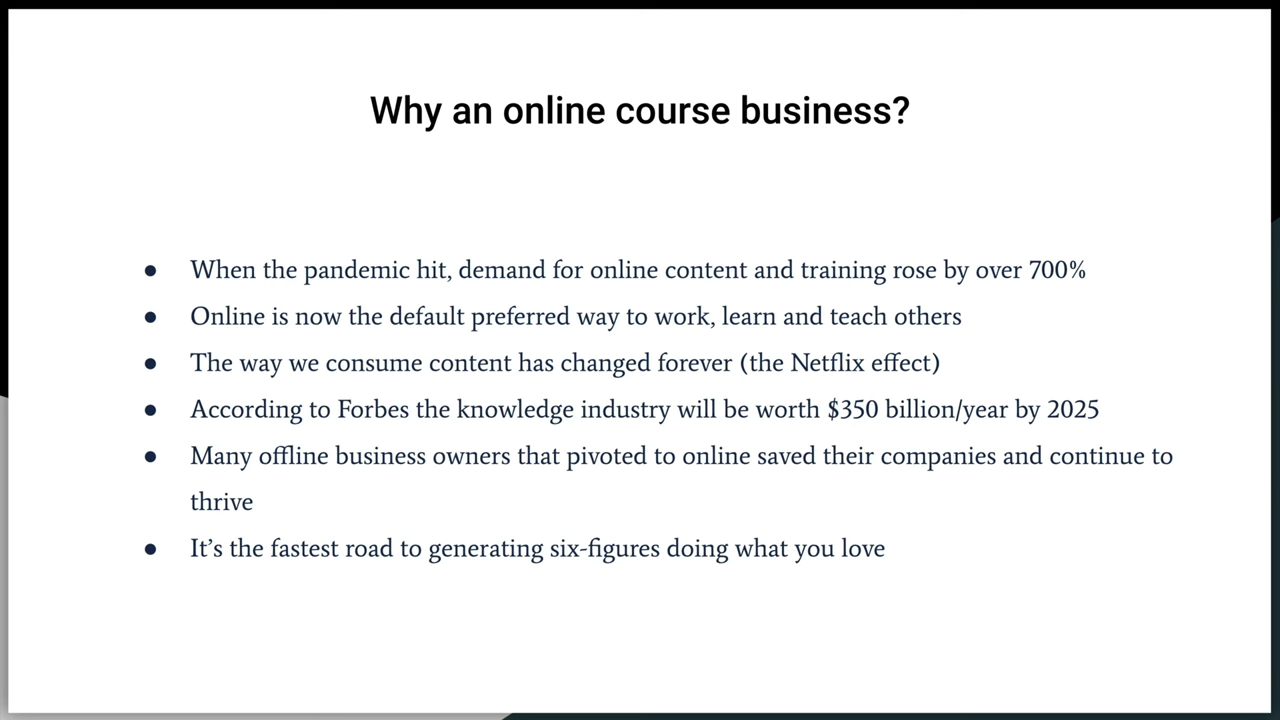 Why an online course business?
● When the pandemic hit, demand for online content and training rose by over 700%
● Online is now the default preferred way to work, learn and teach others
● The way we consume content has changed forever (the Netflix effect)
● According to Forbes the knowledge industry will be worth $350 billion/year by 2025
● Many offline business owners that pivoted to online saved their companies and continue to
thrive
● It’s the fastest road to generating six-figures doing what you love